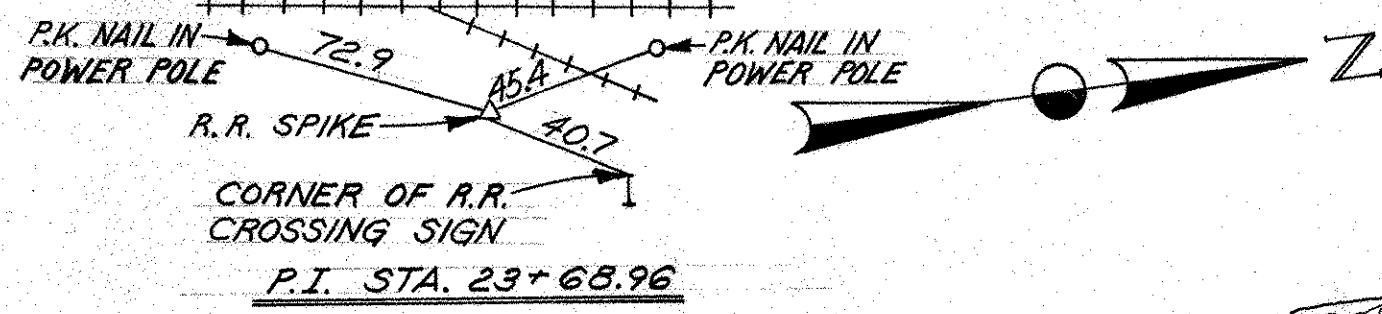 P.K. NAIL IN
POWER POLE
72.9
45.4
P.K. NAIL IN
POWER POLE
N
R.R. SPIKE
40.7
CORNER OF R.R.
CROSSING SIGN
P.I. STA. 23+68.96